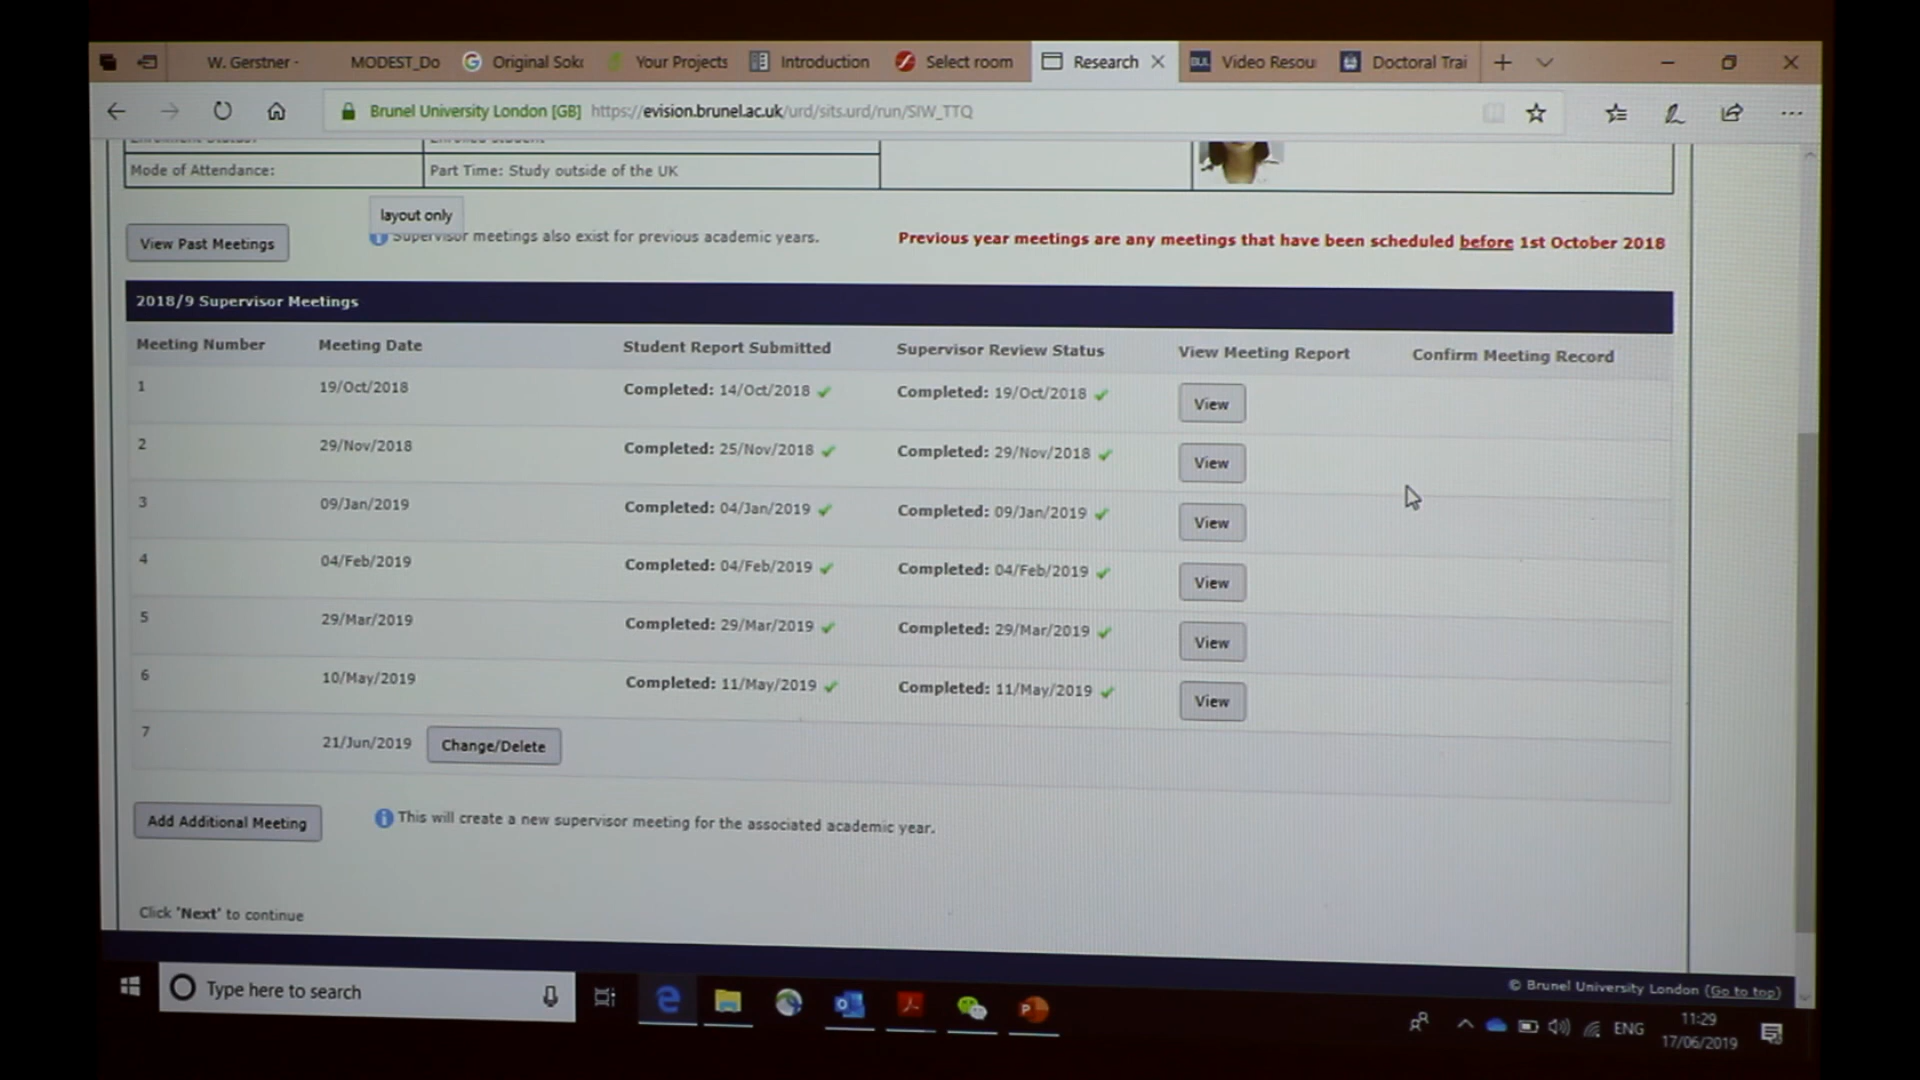 W. Gerstner -
MODEST_Do
Original Sok
Your Projects
Introduction
Select room
Research
Video Resou
Doctoral Trai
Brunel University London [GB] https://evision.brunel.ac.uk/urd/sits.urd/run/SIW_TTQ
Mode of Attendance: Part Time: Study outside of the UK
layout only
View Past Meetings
Supervisor meetings also exist for previous academic years.
Previous year meetings are any meetings that have been scheduled before 1st October 2018
2018/9 Supervisor Meetings
Meeting Number Meeting Date Student Report Submitted Supervisor Review Status View Meeting Report Confirm Meeting Record
1 19/Oct/2018 Completed: 14/Oct/2018 Completed: 19/Oct/2018 View
2 29/Nov/2018 Completed: 25/Nov/2018 Completed: 29/Nov/2018 View
3 09/Jan/2019 Completed: 04/Jan/2019 Completed: 09/Jan/2019 View
4 04/Feb/2019 Completed: 04/Feb/2019 Completed: 04/Feb/2019 View
5 29/Mar/2019 Completed: 29/Mar/2019 Completed: 29/Mar/2019 View
6 10/May/2019 Completed: 11/May/2019 Completed: 11/May/2019 View
7 21/Jun/2019 Change/Delete
Add Additional Meeting
This will create a new supervisor meeting for the associated academic year.
Click 'Next' to continue
© Brunel University London (Go to top)
Type here to search
ENG
11:29
17/06/2019